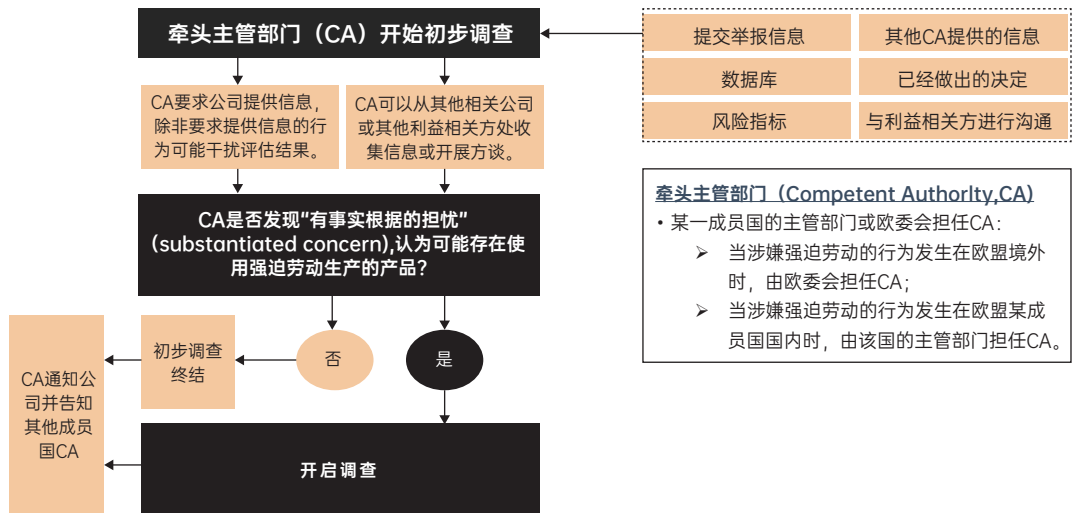 牵头主管部门（CA）开始初步调查
提交举报信息
其他CA提供的信息
数据库
已经做出的决定
风险指标
与利益相关方进行沟通
CA要求公司提供信息，
除非要求提供信息的行
为可能干扰评估结果。
CA可以从其他相关公司
或其他利益相关方处收
集信息或开展方谈。
牵头主管部门（Competent Authorlty,CA）
• 某一成员国的主管部门或欧委会担任CA：
➢ 当涉嫌强迫劳动的行为发生在欧盟境外
时，由欧委会担任CA；
➢ 当涉嫌强迫劳动的行为发生在欧盟某成
员国国内时，由该国的主管部门担任CA。
CA是否发现“有事实根据的担忧”
（substantiated concern),认为可能存在使
用强迫劳动生产的产品？
否
是
初步调查
终结
CA通知公
司并告知
其他成员
国CA
开启调查